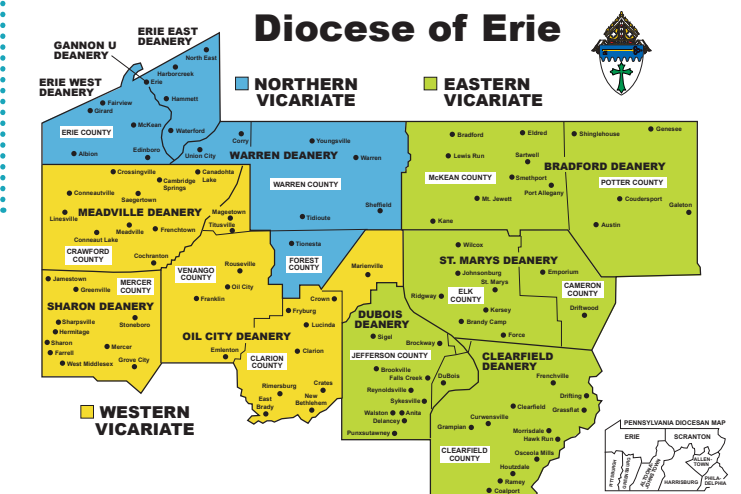 Diocese of Erie
ERIE EAST
DEANERY
GANNON U
DEANERY
ERIE WEST
DEANERY
NORTHERN
VICARIATE
EASTERN
VICARIATE
North East
Harborcreek
Erie
Fairview
Girard
Hammett
McKean
Waterford
ERIE COUNTY
Albion
Edinboro
Union City
Corry
WARREN DEANERY
Youngsville
Warren
WARREN COUNTY
Sheffield
Tidioute
Tionesta
FOREST
COUNTY
Marienville
Bradford
Eldred
Shinglehouse
Genesee
Lewis Run
Sartwell
BRADFORD DEANERY
McKEAN COUNTY
Smethport
Port Allegany
POTTER COUNTY
Mt. Jewett
Coudersport
Galeton
Kane
Austin
Crossingville
Canadohta
Lake
Cambridge
Springs
Conneautville
Saegertown
Linesville
MEADVILLE DEANERY
Mageetown
Titusville
Meadville
Frenchtown
Conneaut Lake
CRAWFORD
COUNTY
Cochranton
Jamestown
Greenville
MERCER
COUNTY
SHARON DEANERY
Sharpsville
Stoneboro
Hermitage
Sharon
Mercer
Farrell
West Middlesex
Grove City
VENANGO
COUNTY
Rouseville
Oil City
Franklin
OIL CITY DEANERY
Emlenton
Crown
Fryburg
Lucinda
Clarion
CLARION
COUNTY
Rimersburg
Crates
East
Brady
New
Bethlehem
Wilcox
ST. MARYS DEANERY
Johnsonburg
Emporium
St. Marys
Ridgway
ELK
COUNTY
CAMERON
COUNTY
Kersey
Driftwood
Brandy Camp
Force
DUBOIS
DEANERY
Sigel
Brockway
JEFFERSON COUNTY
Brookville
Falls Creek
DuBois
Reynoldsville
Sykesville
Walston
Anita
Delancey
Punxsutawney
CLEARFIELD
DEANERY
Frenchville
Drifting
Clearfield
Grassflat
Curwensville
Grampian
Morrisdale
Hawk Run
CLEARFIELD
COUNTY
Osceola Mills
Houtzdale
Ramey
Coalport
WESTERN
VICARIATE
PENNSYLVANIA DIOCESAN MAP
ERIE
SCRANTON
PITTSBURGH
GREENSBURG
ALTOONA-
JOHNSTOWN
HARRISBURG
ALLEN-
TOWN
PHILA-
DELPHIA